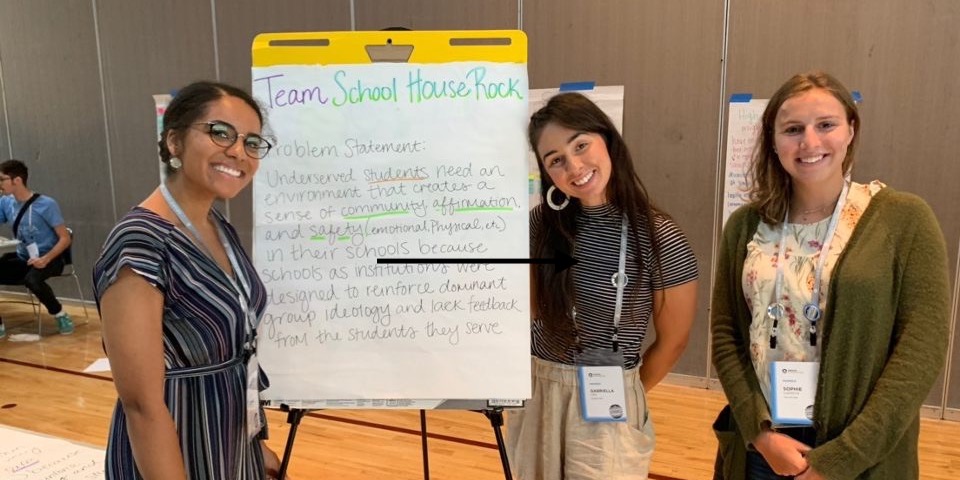 Team School House Rock
Problem Statement:
Underserved students need an
environment that creates a
sense of community, affirmation,
and safety (emotional, physical, etc.)
in their schools because
schools as institutions were
designed to reinforce dominant
group ideology and lack feedback
from the students they serve
GABRIELLA
SOPHIE